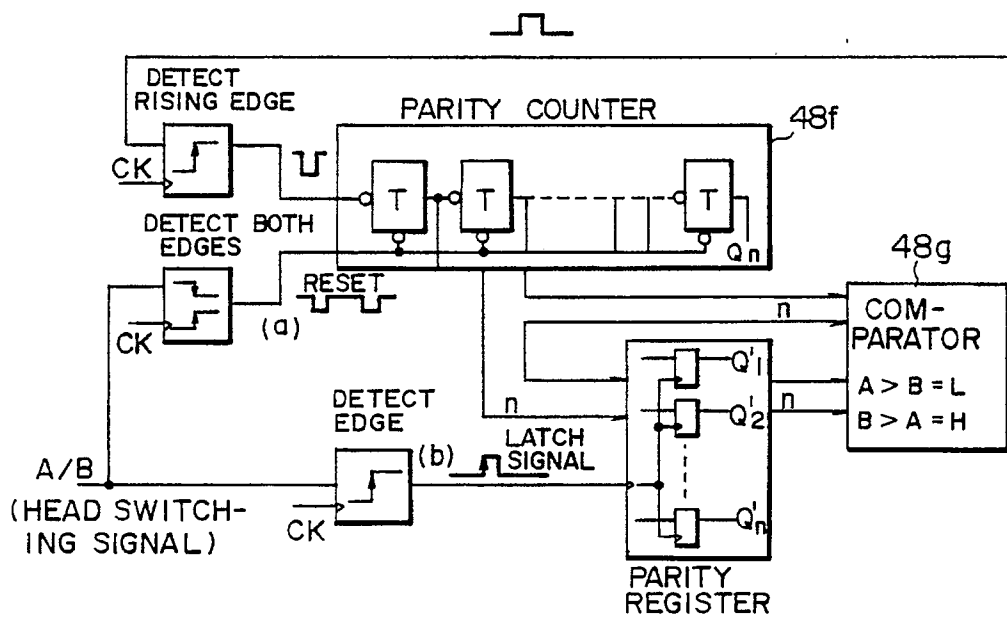 DETECT
RISING EDGE
CK
PARITY COUNTER
48f
T
T
T
Qn
DETECT BOTH
EDGES
CK
(a)
RESET
48g
COM-
PARATOR
A > B = L
B > A = H
n
n
n
Q'1
Q'2
Q'n
DETECT
EDGE
(b)
LATCH
SIGNAL
CK
A/B
(HEAD SWITCH-
ING SIGNAL)
PARITY
REGISTER